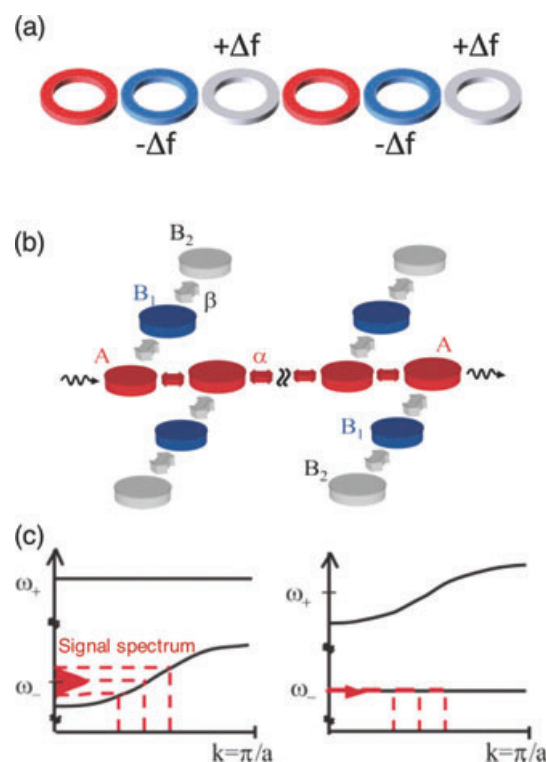 (a)
+Δf +Δf
-Δf -Δf
(b)
B₂
B₁ β
A α A
B₁
B₂
(c)
ω₊ ω₊
Signal spectrum
ω₋ ω₋
k=π/a k=π/a